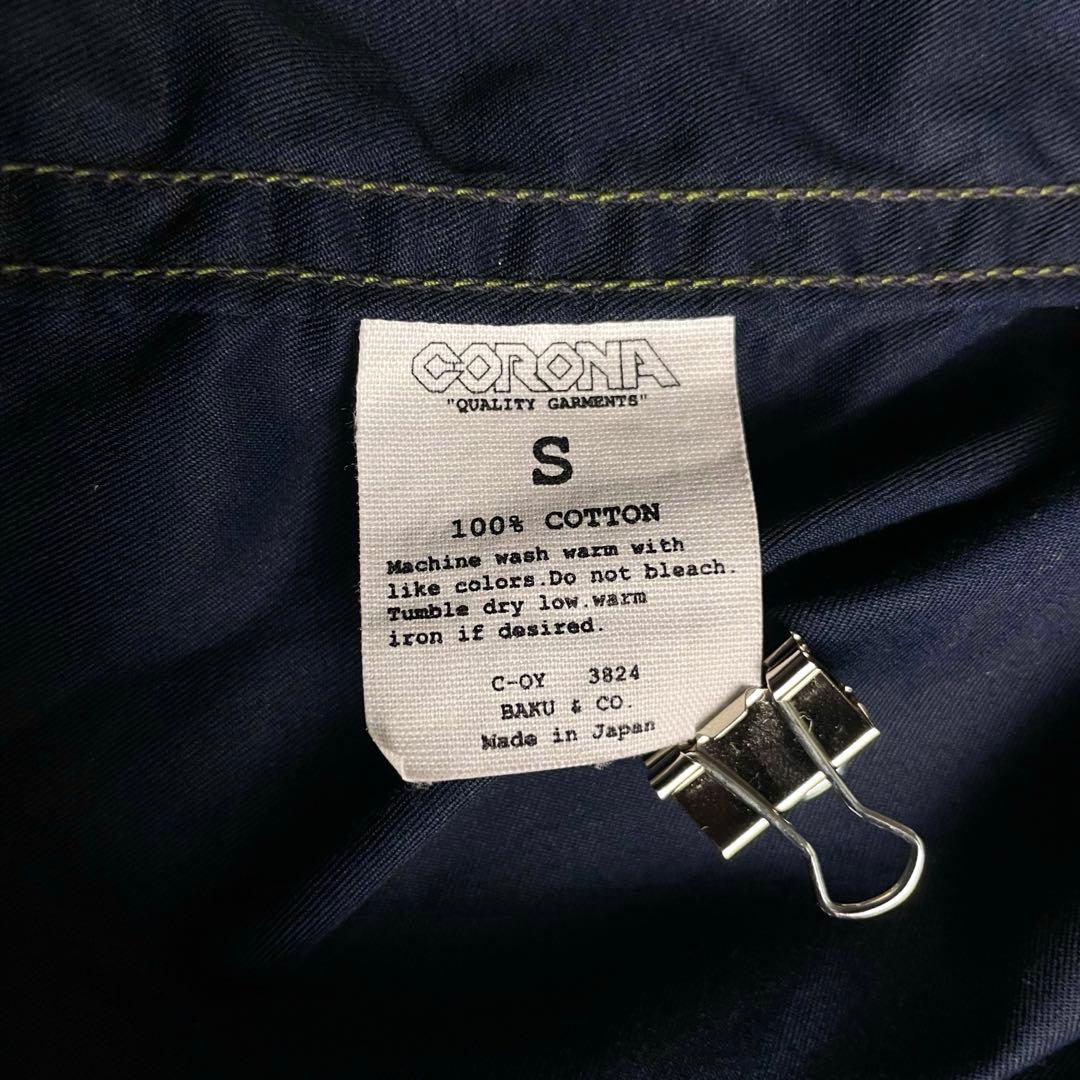 CORONA
"QUALITY GARMENTS"
S
100% COTTON
Machine wash warm with
like colors.Do not bleach.
Tumble dry low.warm
iron if desired.
C-OY 3824
BAKU & CO.
Made in Japan